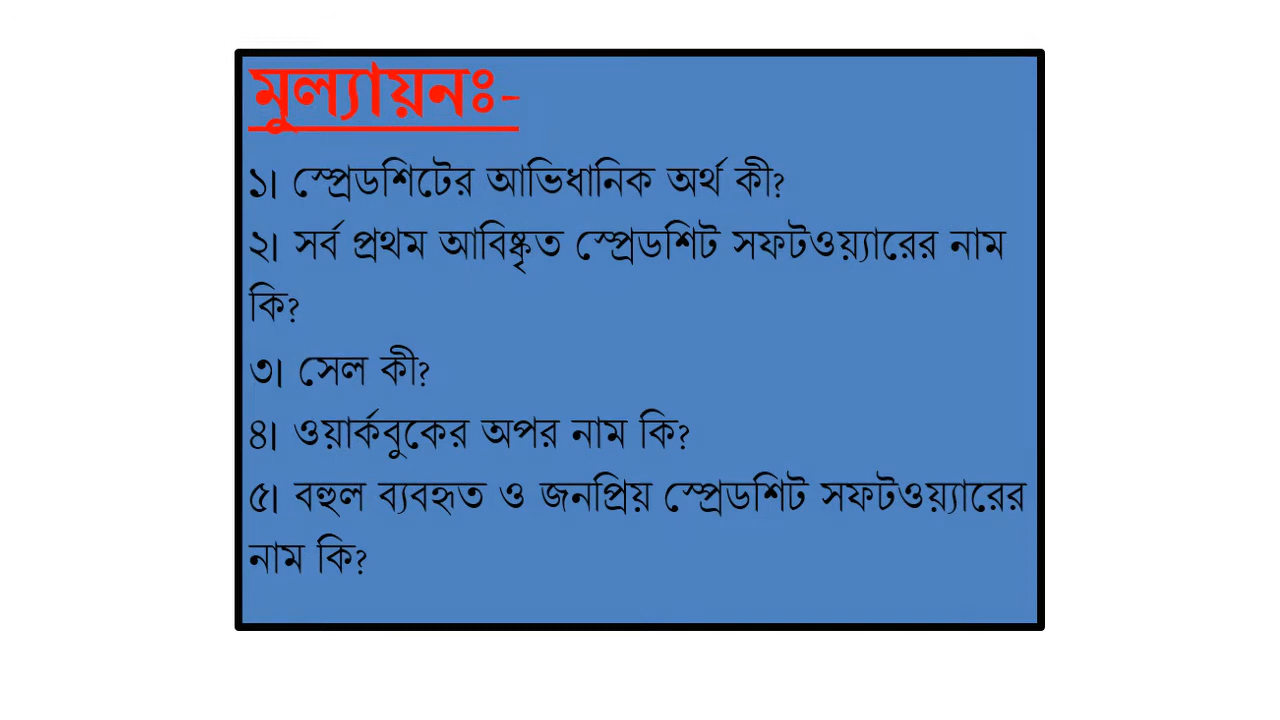 মুল্যায়নঃ-
১। স্প্রেডশিটের আভিধানিক অর্থ কী?
২। সর্ব প্রথম আবিষ্কৃত স্প্রেডশিট সফটওয়্যারের নাম
কি?
৩। সেল কী?
৪। ওয়ার্কবুকের অপর নাম কি?
৫। বহুল ব্যবহৃত ও জনপ্রিয় স্প্রেডশিট সফটওয়্যারের
নাম কি?